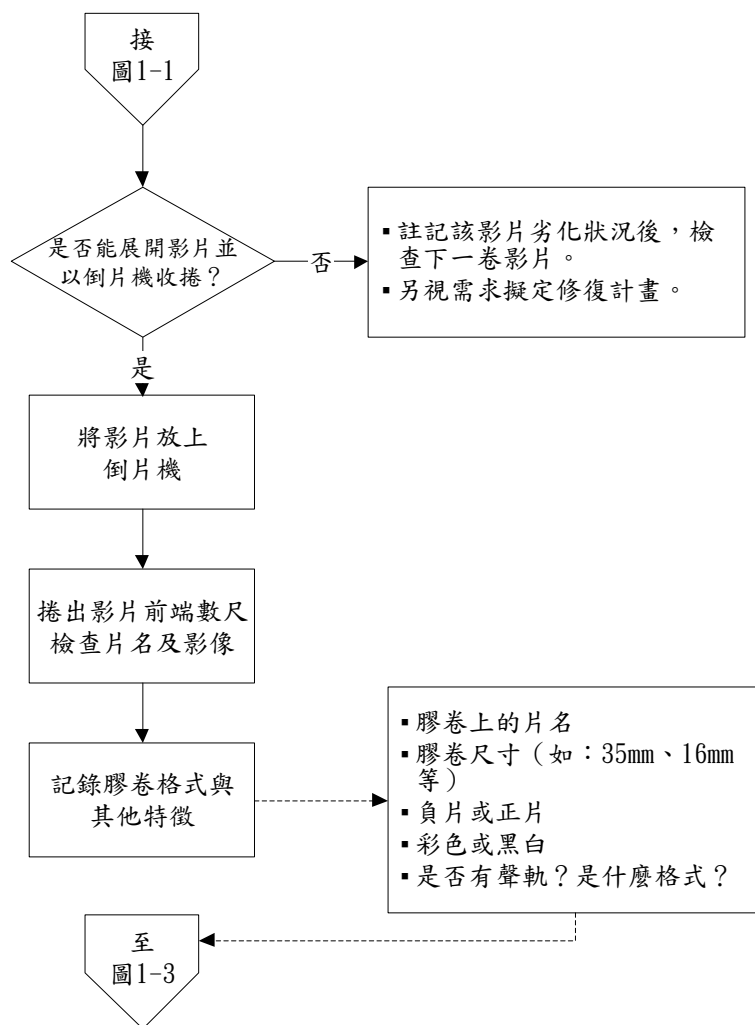 接
圖1-1
是否能展開影片並
以倒片機收捲？
否
▪註記該影片劣化狀況後，檢
查下一卷影片。
▪另視需求擬定修復計畫。
是
將影片放上
倒片機
捲出影片前端數尺
檢查片名及影像
記錄膠卷格式與
其他特徵
▪膠卷上的片名
▪膠卷尺寸（如：35mm、16mm
等）
▪負片或正片
▪彩色或黑白
▪是否有聲軌？是什麼格式？
至
圖1-3